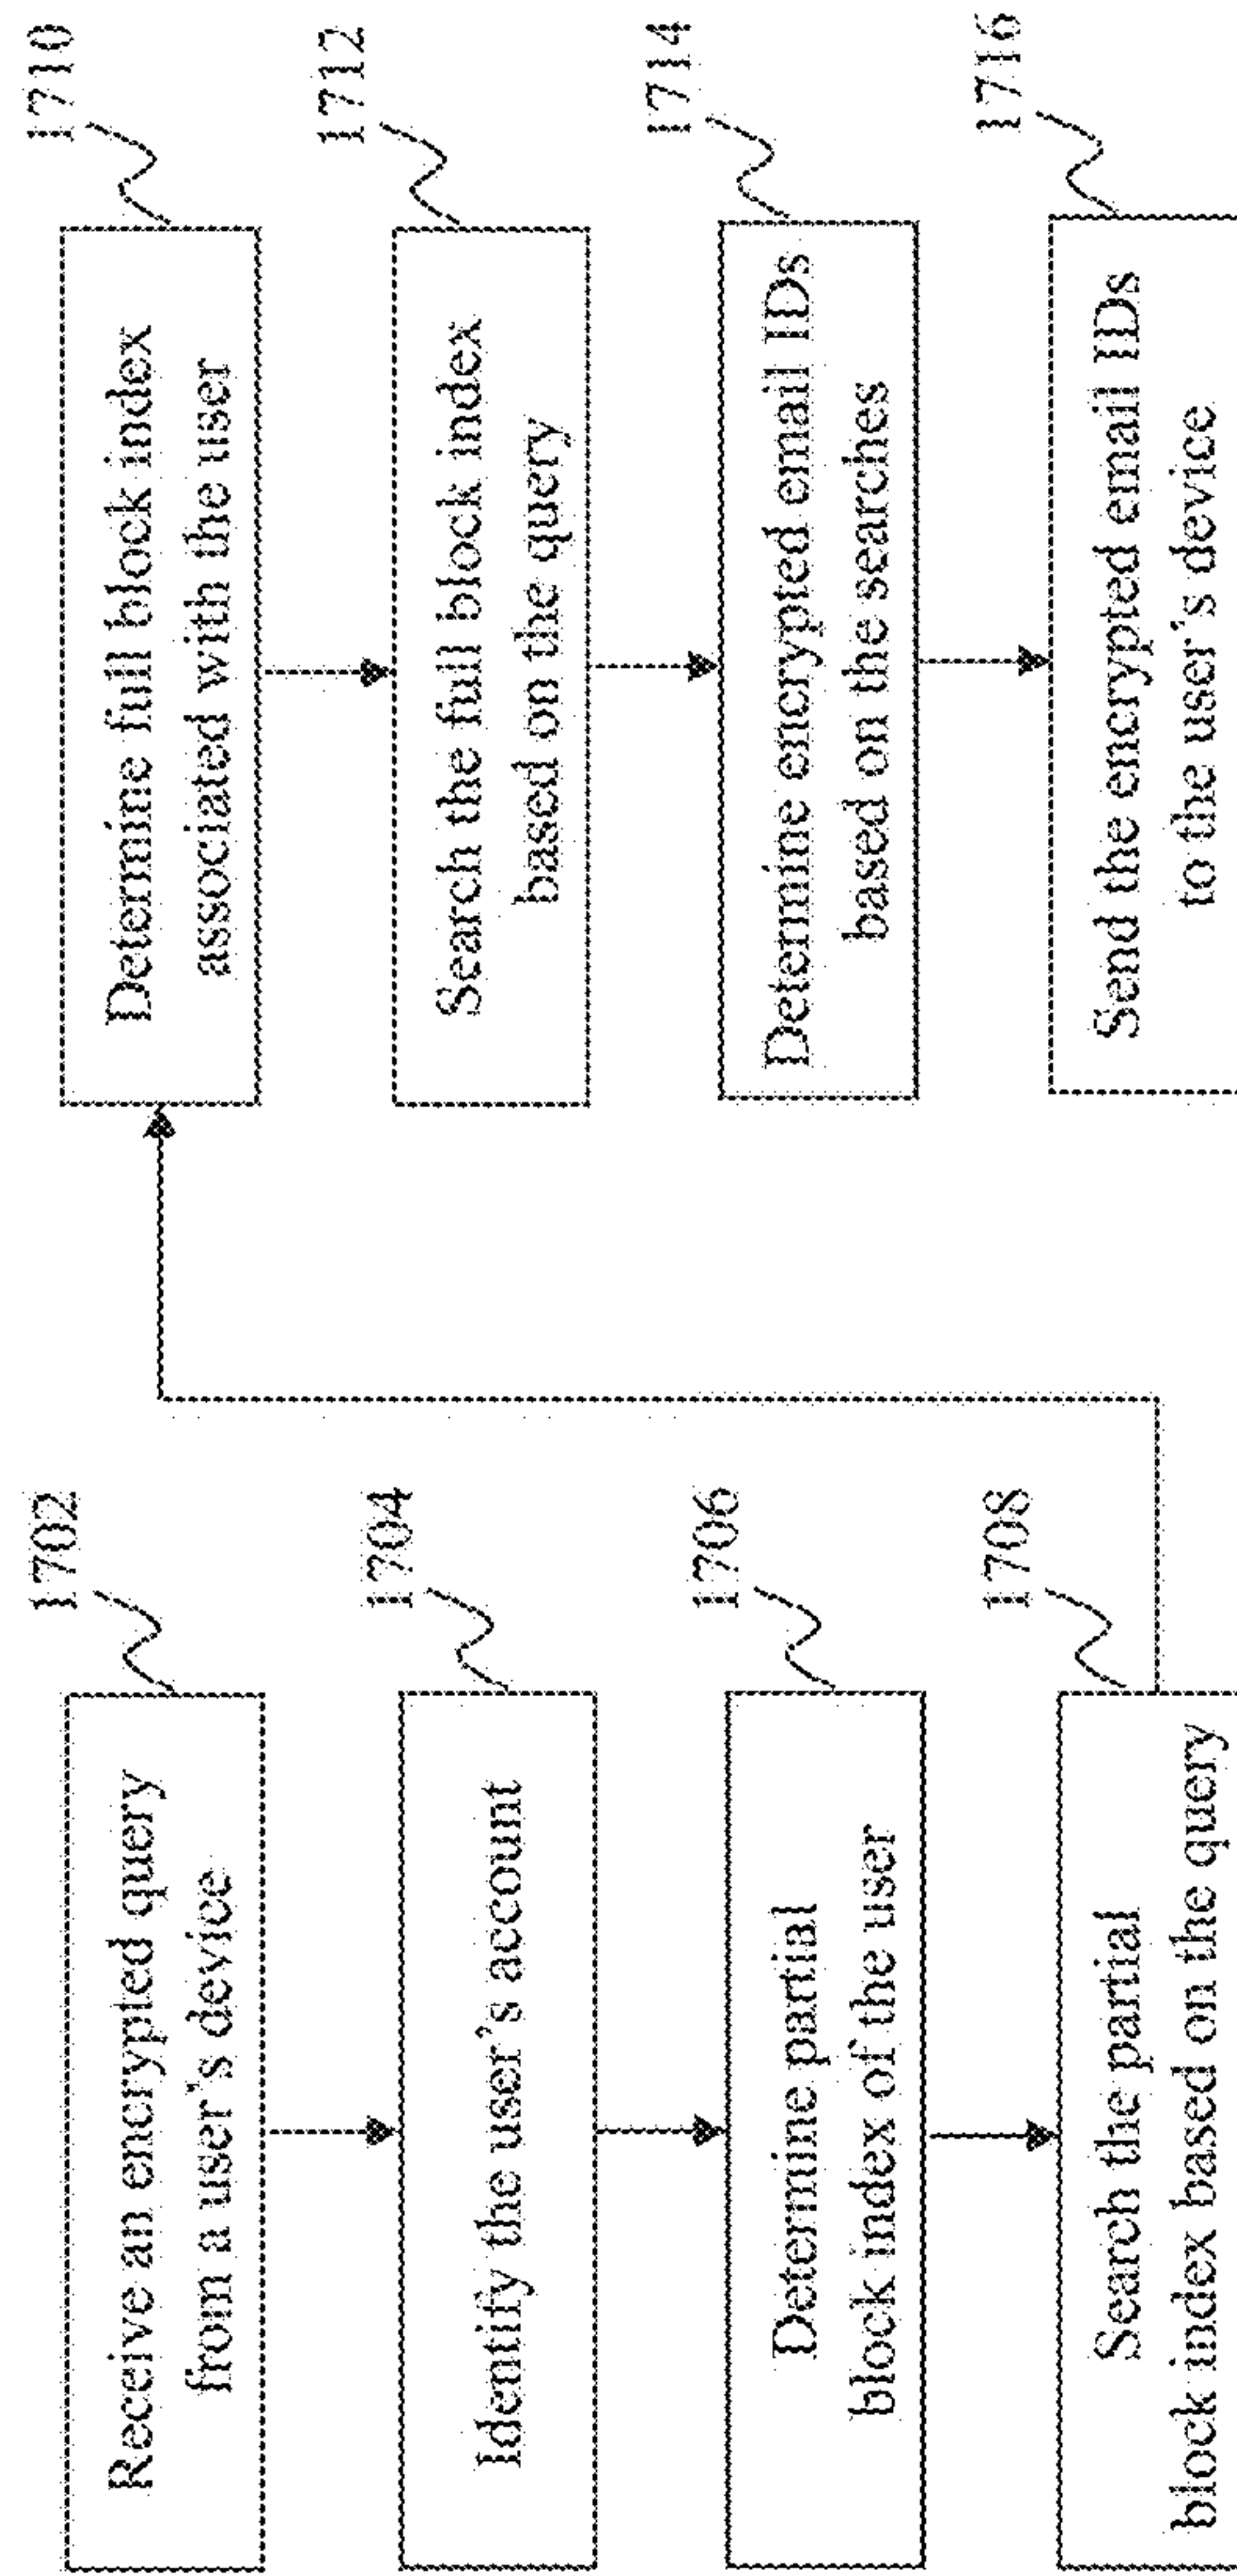 1702
Receive an encrypted query
from a user's device
1704
Identify the user's account
1706
Determine partial
block index of the user
1708
Search the partial
block index based on the query
1710
Determine full block index
associated with the user
1712
Search the full block index
based on the query
1714
Determine encrypted email IDs
based on the searches
1716
Send the encrypted email IDs
to the user's device